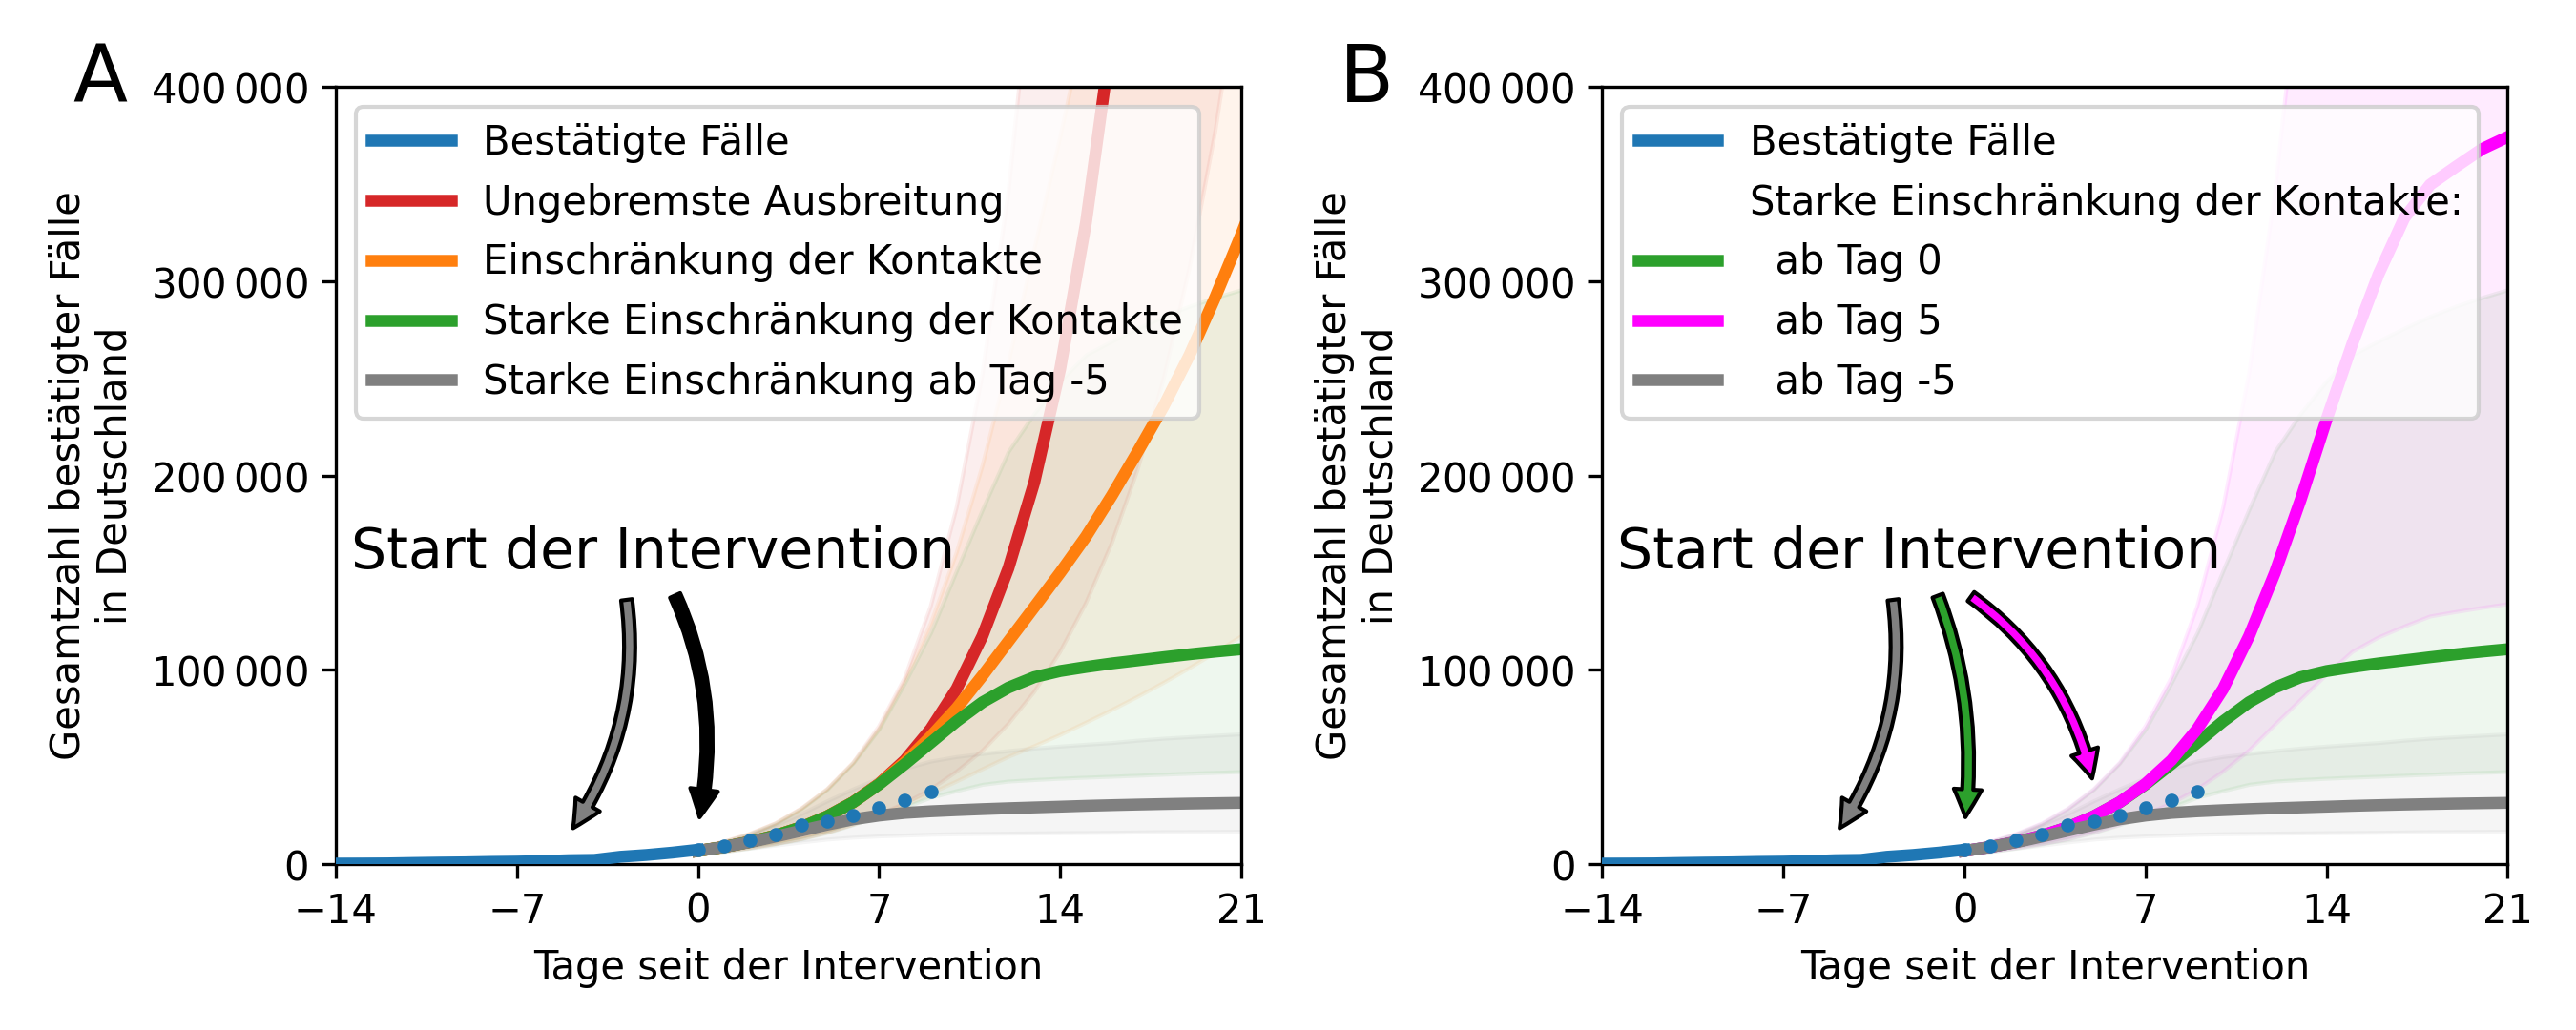 A
400 000
300 000
200 000
100 000
0
Gesamtzahl bestätigter Fälle
in Deutschland
Bestätigte Fälle
Ungebremste Ausbreitung
Einschränkung der Kontakte
Starke Einschränkung der Kontakte
Starke Einschränkung ab Tag -5
Start der Intervention
−14 −7 0 7 14 21
Tage seit der Intervention
B
400 000
300 000
200 000
100 000
0
Gesamtzahl bestätigter Fälle
in Deutschland
Bestätigte Fälle
Starke Einschränkung der Kontakte:
ab Tag 0
ab Tag 5
ab Tag -5
Start der Intervention
−14 −7 0 7 14 21
Tage seit der Intervention